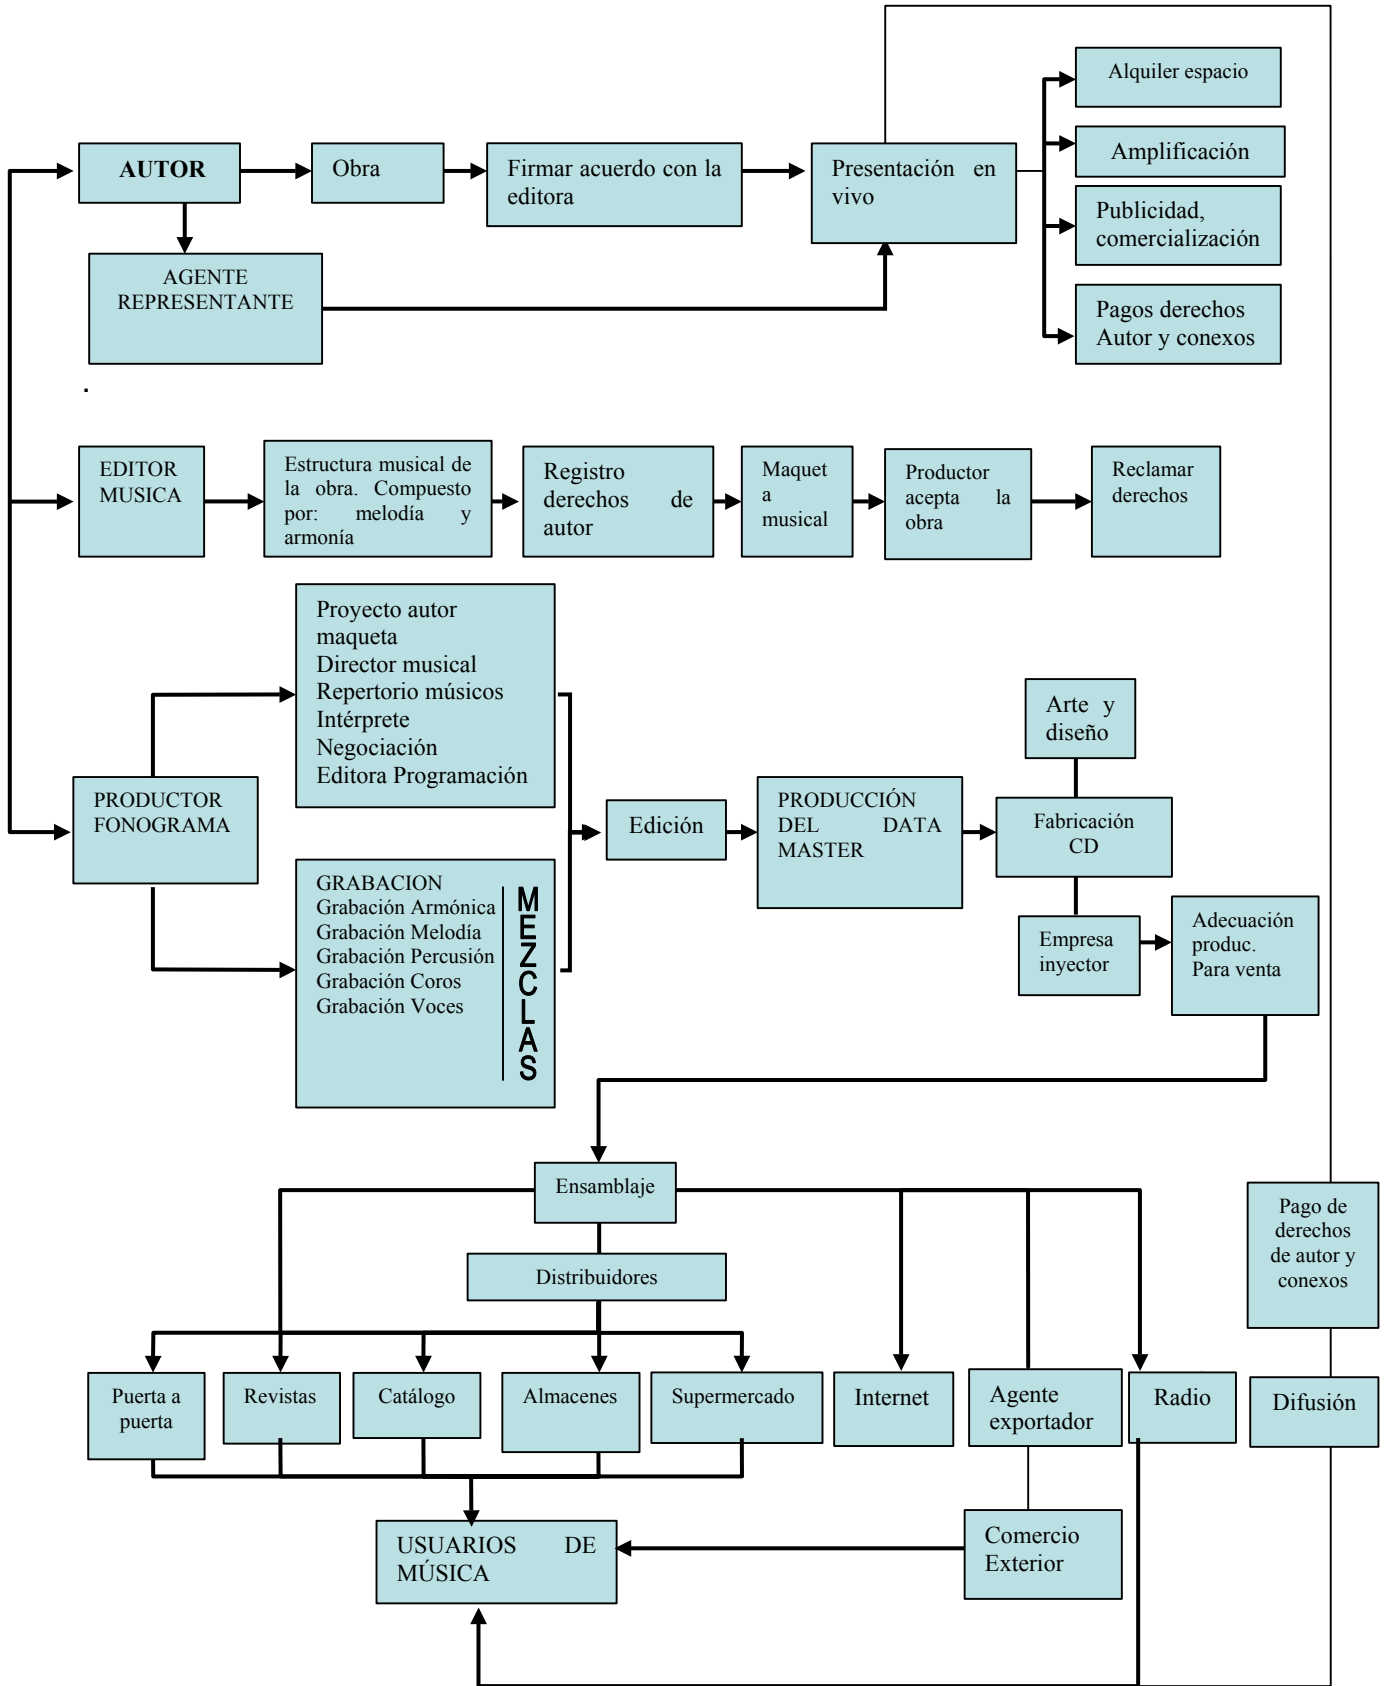 Alquiler espacio
AUTOR
Obra
Firmar acuerdo con la
editora
Presentación en
vivo
Amplificación
Publicidad,
comercialización
AGENTE
REPRESENTANTE
Pagos derechos
Autor y conexos
.
EDITOR
MUSICA
Estructura musical de
la obra. Compuesto
por: melodía y
armonía
Registro
derechos de
autor
Maquet
a
musical
Productor
acepta la
obra
Reclamar
derechos
Proyecto autor
maqueta
Director musical
Repertorio músicos
Intérprete
Negociación
Editora Programación
PRODUCTOR
FONOGRAMA
GRABACION
Grabación Armónica
Grabación Melodía
Grabación Percusión
Grabación Coros
Grabación Voces
MEZCLAS
Edición
PRODUCCIÓN
DEL DATA
MASTER
Arte y
diseño
Fabricación
CD
Empresa
inyector
Adecuación
produc.
Para venta
Ensamblaje
Distribuidores
Pago de
derechos
de autor y
conexos
Puerta a
puerta
Revistas
Catálogo
Almacenes
Supermercado
Internet
Agente
exportador
Radio
Difusión
USUARIOS DE
MÚSICA
Comercio
Exterior